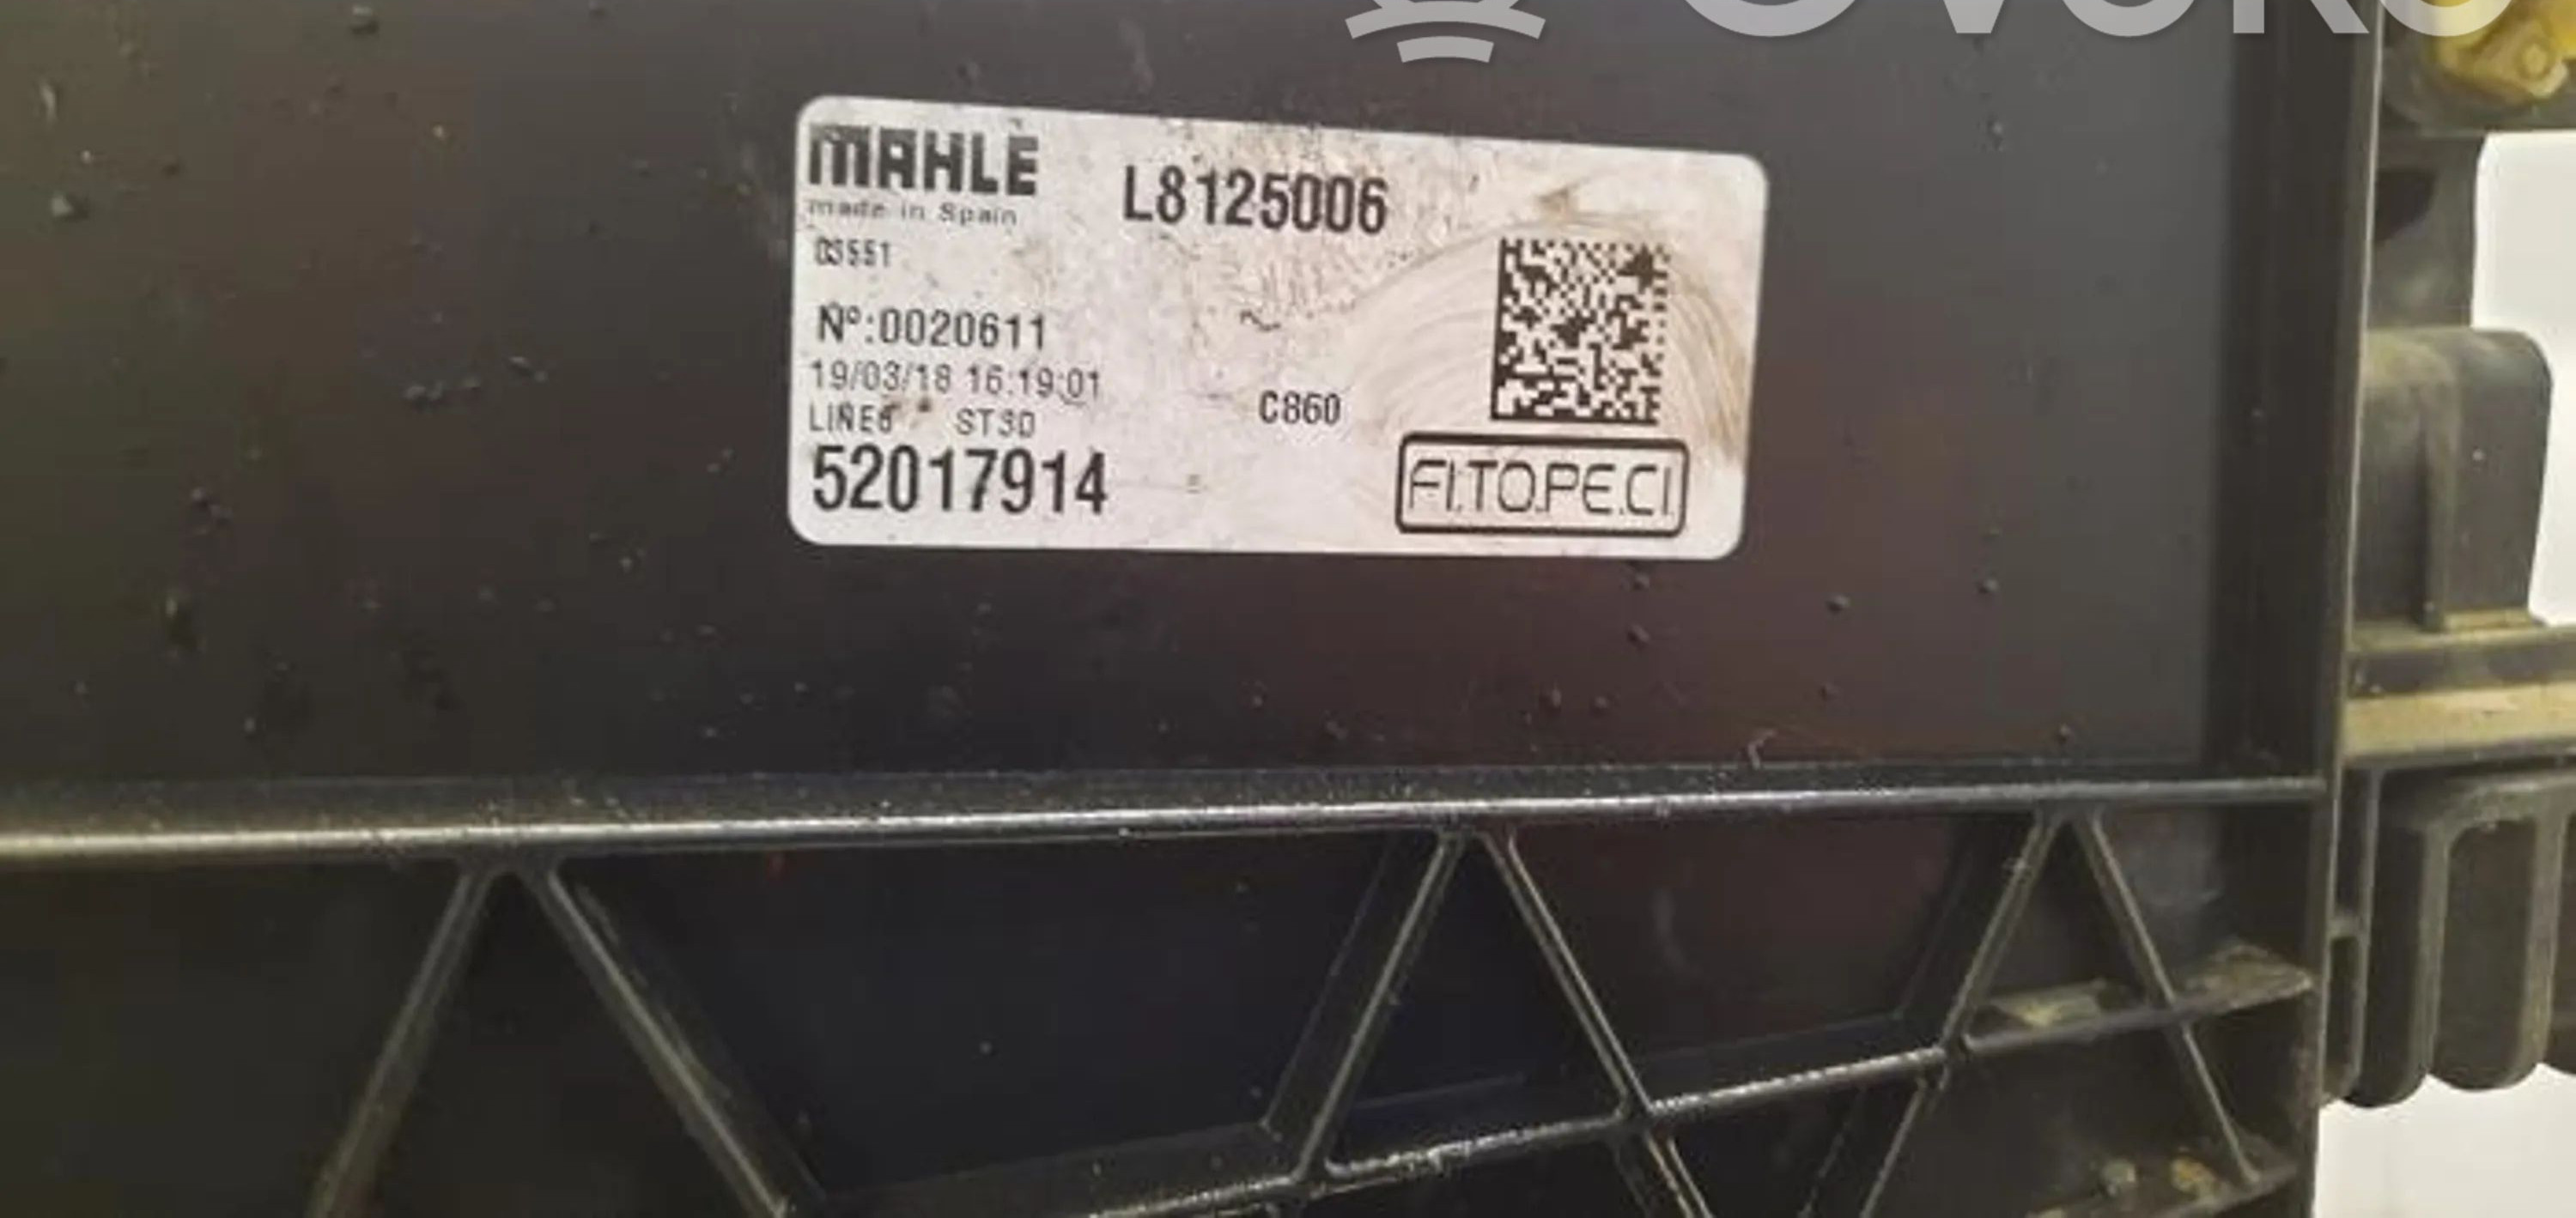 MAHLE
made in Spain
L8125006
03551
Nº:0020611
19/03/18 16:19:01
LINE6 ST30
C860
52017914
FI.TO.PE.CI.